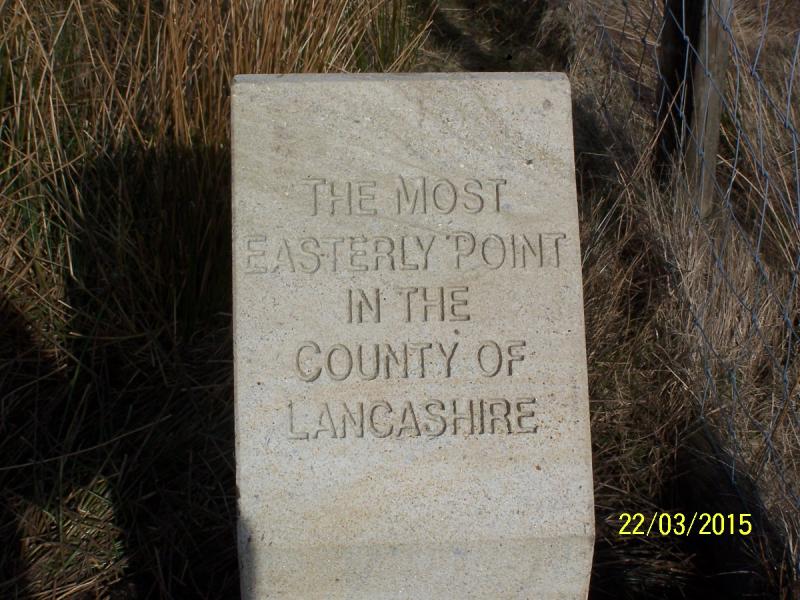 THE MOST
EASTERLY POINT
IN THE
COUNTY OF
LANCASHIRE
22/03/2015